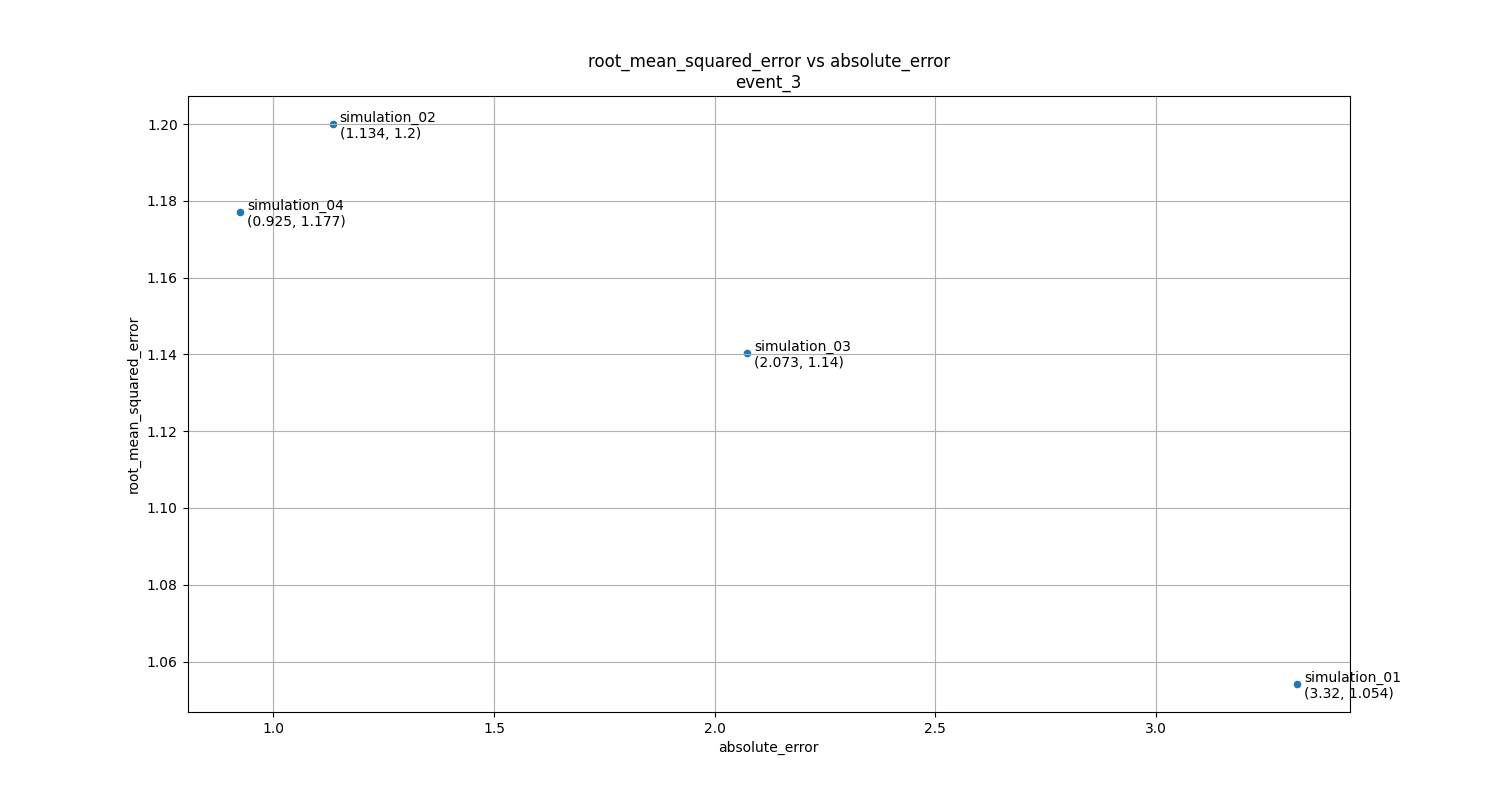 root_mean_squared_error vs absolute_error
event_3
1.20
1.18
1.16
1.14
1.12
1.10
1.08
1.06
root_mean_squared_error
simulation_02
(1.134, 1.2)
simulation_04
(0.925, 1.177)
simulation_03
(2.073, 1.14)
simulation_01
(3.32, 1.054)
1.0
1.5
2.0
2.5
3.0
absolute_error